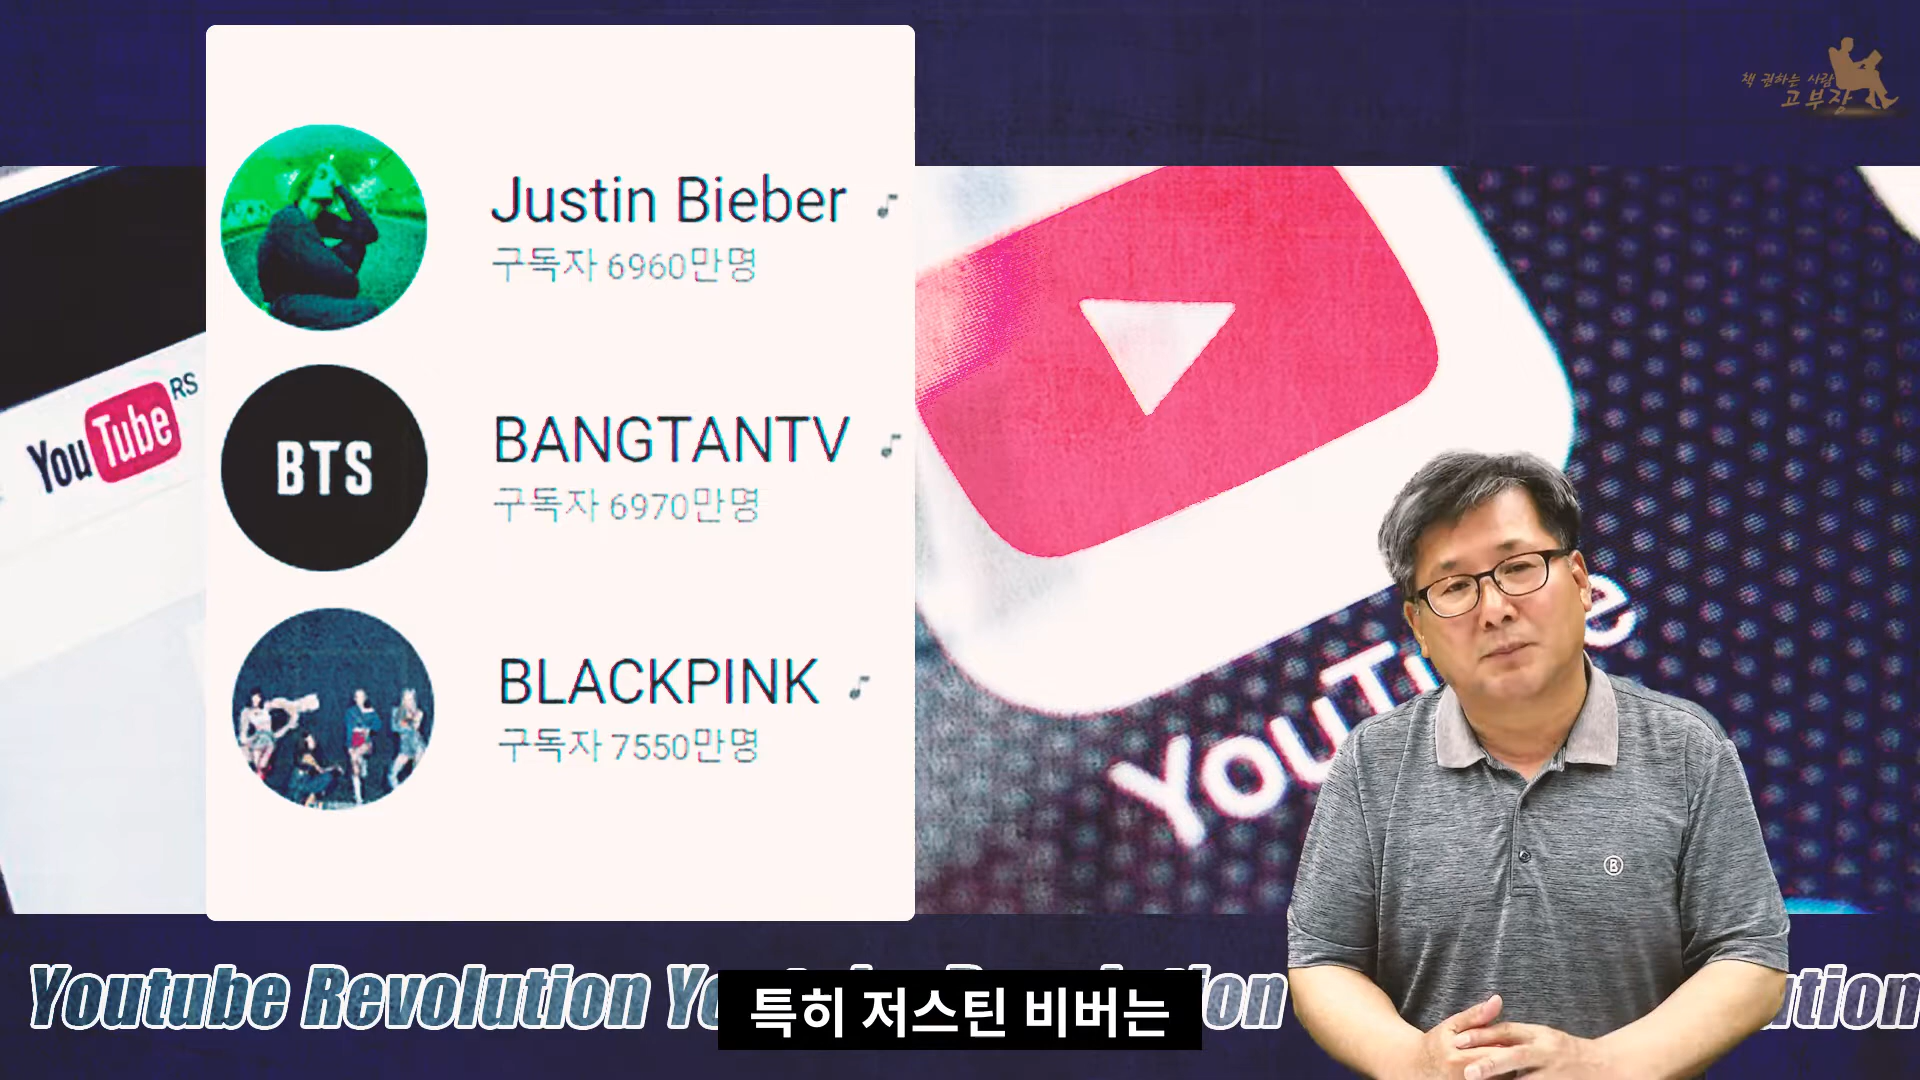 책 권하는 사람
고부장
Justin Bieber
구독자 6960만명
YouTube RS
BTS
BANGTANTV
구독자 6970만명
BLACKPINK
구독자 7550만명
B
Youtube Revolution
특히 저스틴 비버는